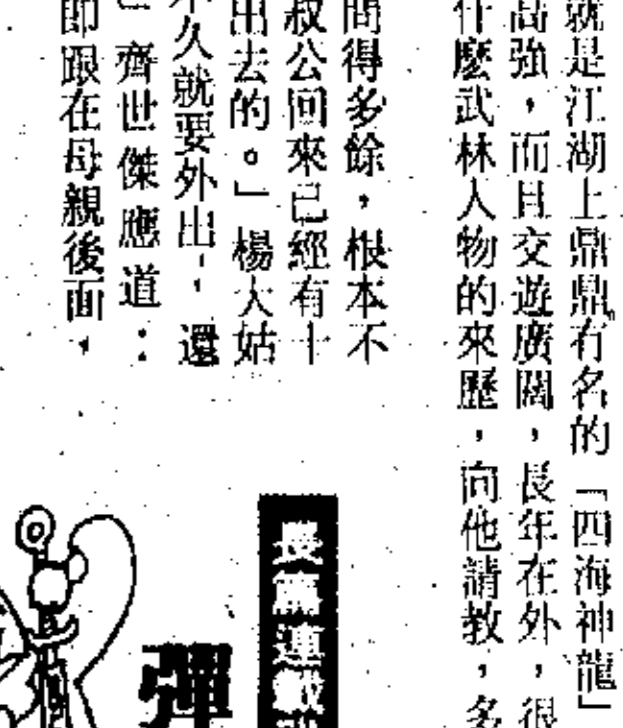 就是江湖上鼎鼎有名的「四海神龍」
高強，而且交遊廣闊，長年在外，很
什麼武林人物的來歷，向他請教，多
問得多餘，根本不
叔公回來已經有十
出去的。」楊大姑
不久就要外出，還
」齊世傑應道：
即跟在母親後面，
長篇連載
彈